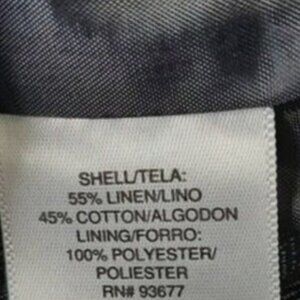 SHELL/TELA:
55% LINEN/LINO
45% COTTON/ALGODON
LINING/FORRO:
100% POLYESTER/
POLIESTER
RN# 93677